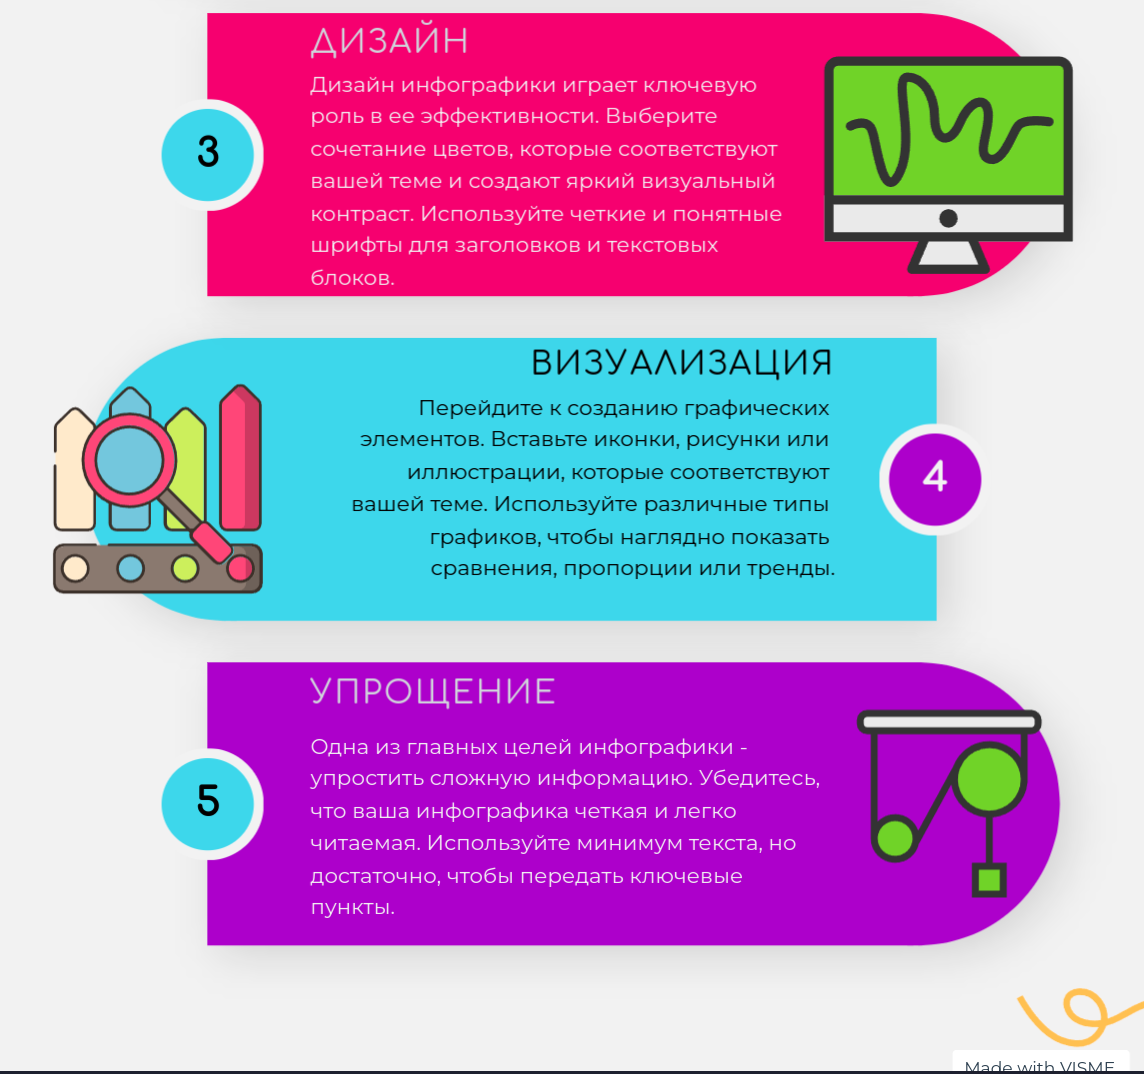 ДИЗАЙН
Дизайн инфографики играет ключевую
роль в ее эффективности. Выберите
сочетание цветов, которые соответствуют
вашей теме и создают яркий визуальный
контраст. Используйте четкие и понятные
шрифты для заголовков и текстовых
блоков.
3
ВИЗУАЛИЗАЦИЯ
Перейдите к созданию графических
элементов. Вставьте иконки, рисунки или
иллюстрации, которые соответствуют
вашей теме. Используйте различные типы
графиков, чтобы наглядно показать
сравнения, пропорции или тренды.
4
УПРОЩЕНИЕ
Одна из главных целей инфографики -
упростить сложную информацию. Убедитесь,
что ваша инфографика четкая и легко
читаемая. Используйте минимум текста, но
достаточно, чтобы передать ключевые
пункты.
5
Made with VISME